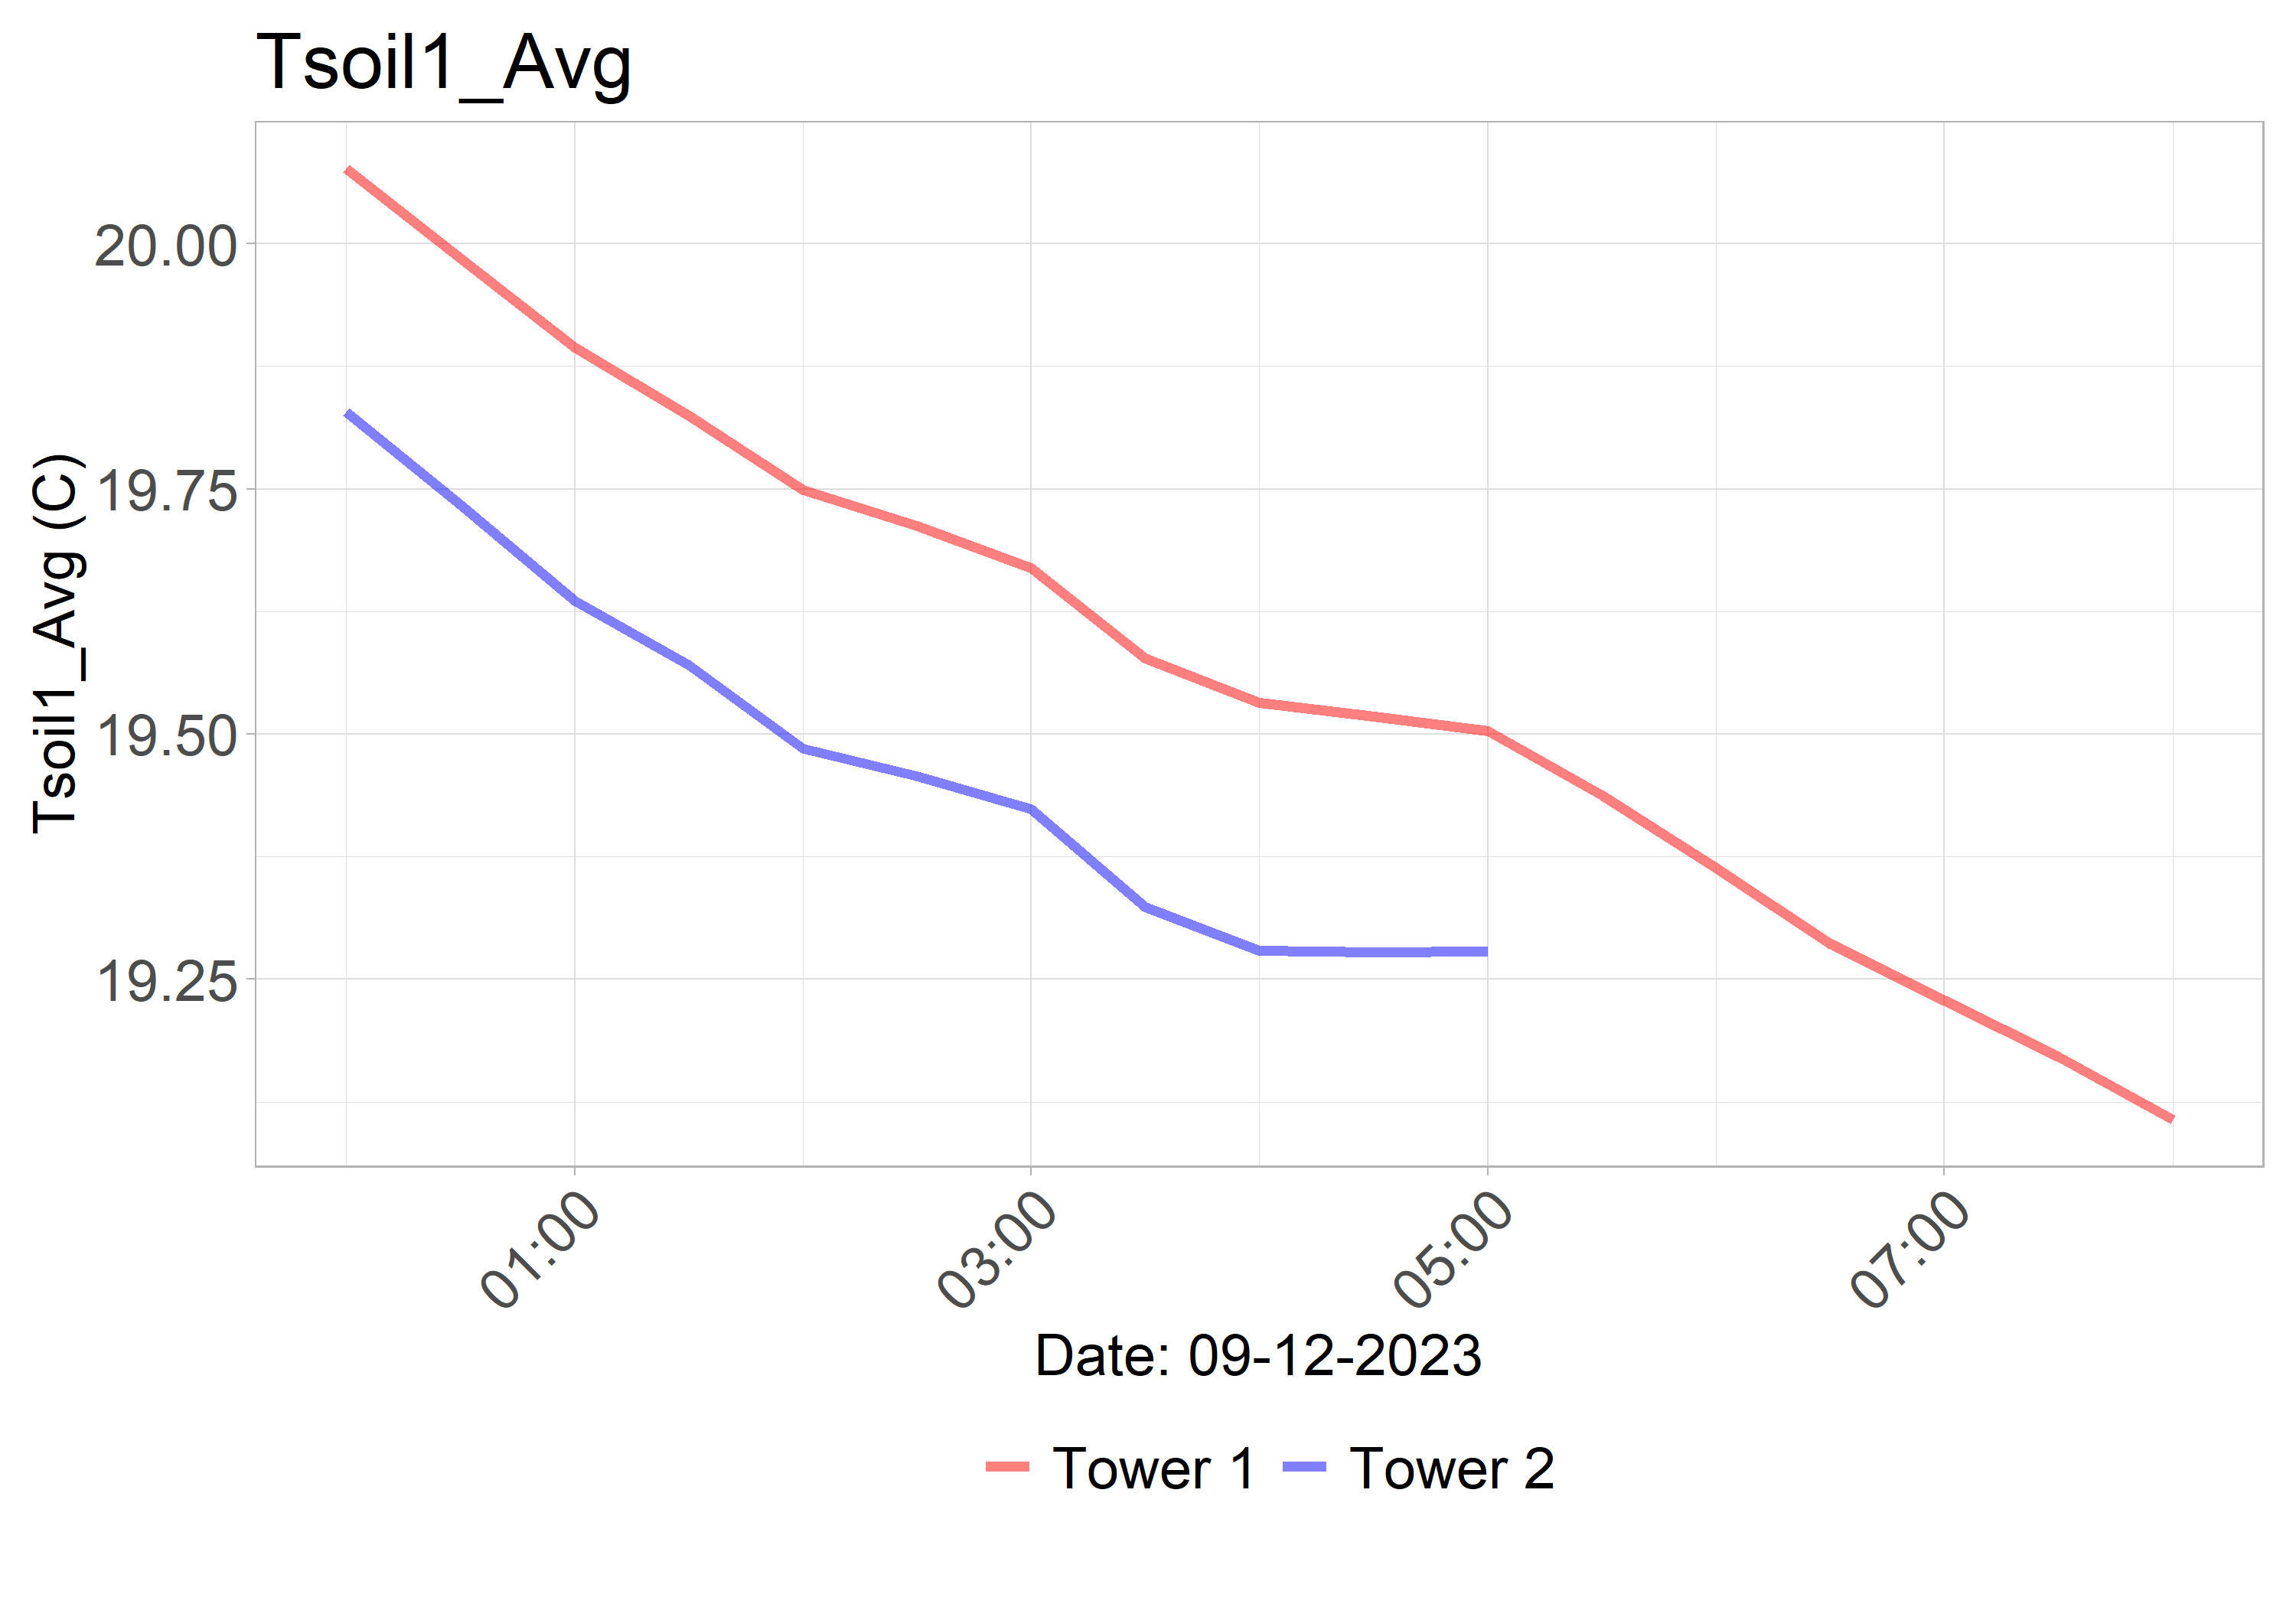 Tsoil1_Avg
Tsoil1_Avg (C)
20.00
19.75
19.50
19.25
01:00 03:00 05:00 07:00
Date: 09-12-2023
Tower 1 Tower 2